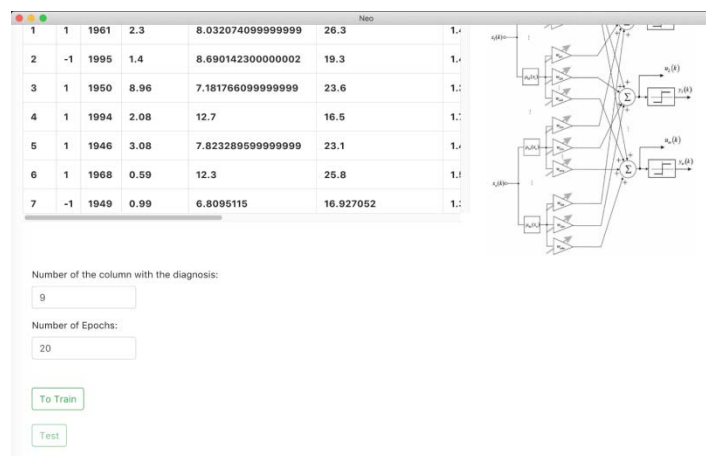 Neo
1 1 1961 2.3 8.032074099999999 26.3
2 -1 1995 1.4 8.690142300000002 19.3
3 1 1950 8.96 7.181766099999999 23.6
4 1 1994 2.08 12.7 16.5
5 1 1946 3.08 7.823289599999999 23.1
6 1 1968 0.59 12.3 25.8
7 -1 1949 0.99 6.8095115 16.927052
Number of the column with the diagnosis:
9
Number of Epochs:
20
To Train
Test